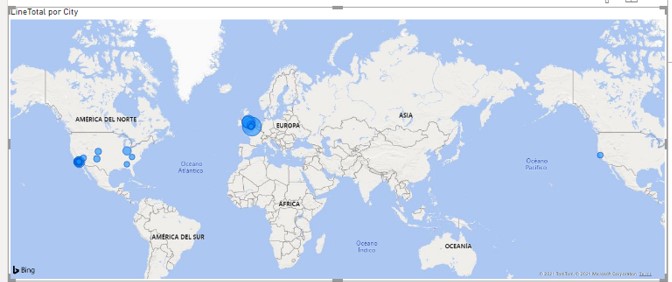 LineTotal por City
AMÉRICA DEL NORTE
EUROPA
ASIA
Océano
Atlántico
Océano
Pacífico
ÁFRICA
AMÉRICA DEL SUR
Océano
Índico
OCEANÍA
Bing
© 2021 TomTom, © 2021 Microsoft Corporation Terms